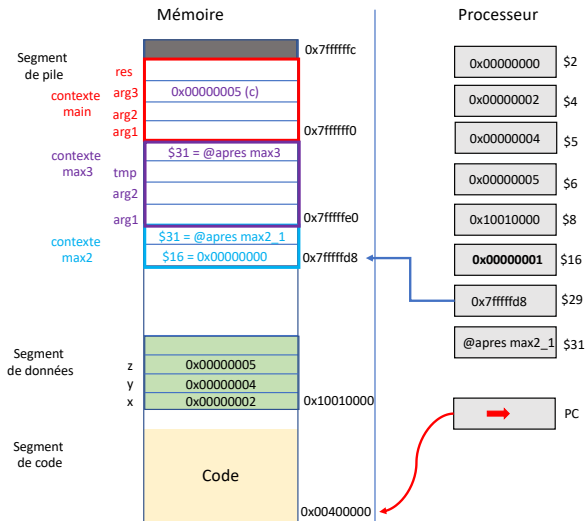 Mémoire
Processeur
0x7ffffffc
Segment
de pile
res
contexte
main
arg3
0x00000005 (c)
arg2
arg1
0x7ffffff0
contexte
max3
$31 = @apres max3
tmp
arg2
arg1
0x7fffffe0
contexte
max2
$31 = @apres max2_1
$16 = 0x00000000
0x7fffffd8
Segment
de données
z
0x00000005
y
0x00000004
x
0x00000002
0x10010000
Segment
de code
Code
0x00400000
0x00000000
$2
0x00000002
$4
0x00000004
$5
0x00000005
$6
0x10010000
$8
0x00000001
$16
0x7fffffd8
$29
@apres max2_1
$31
PC